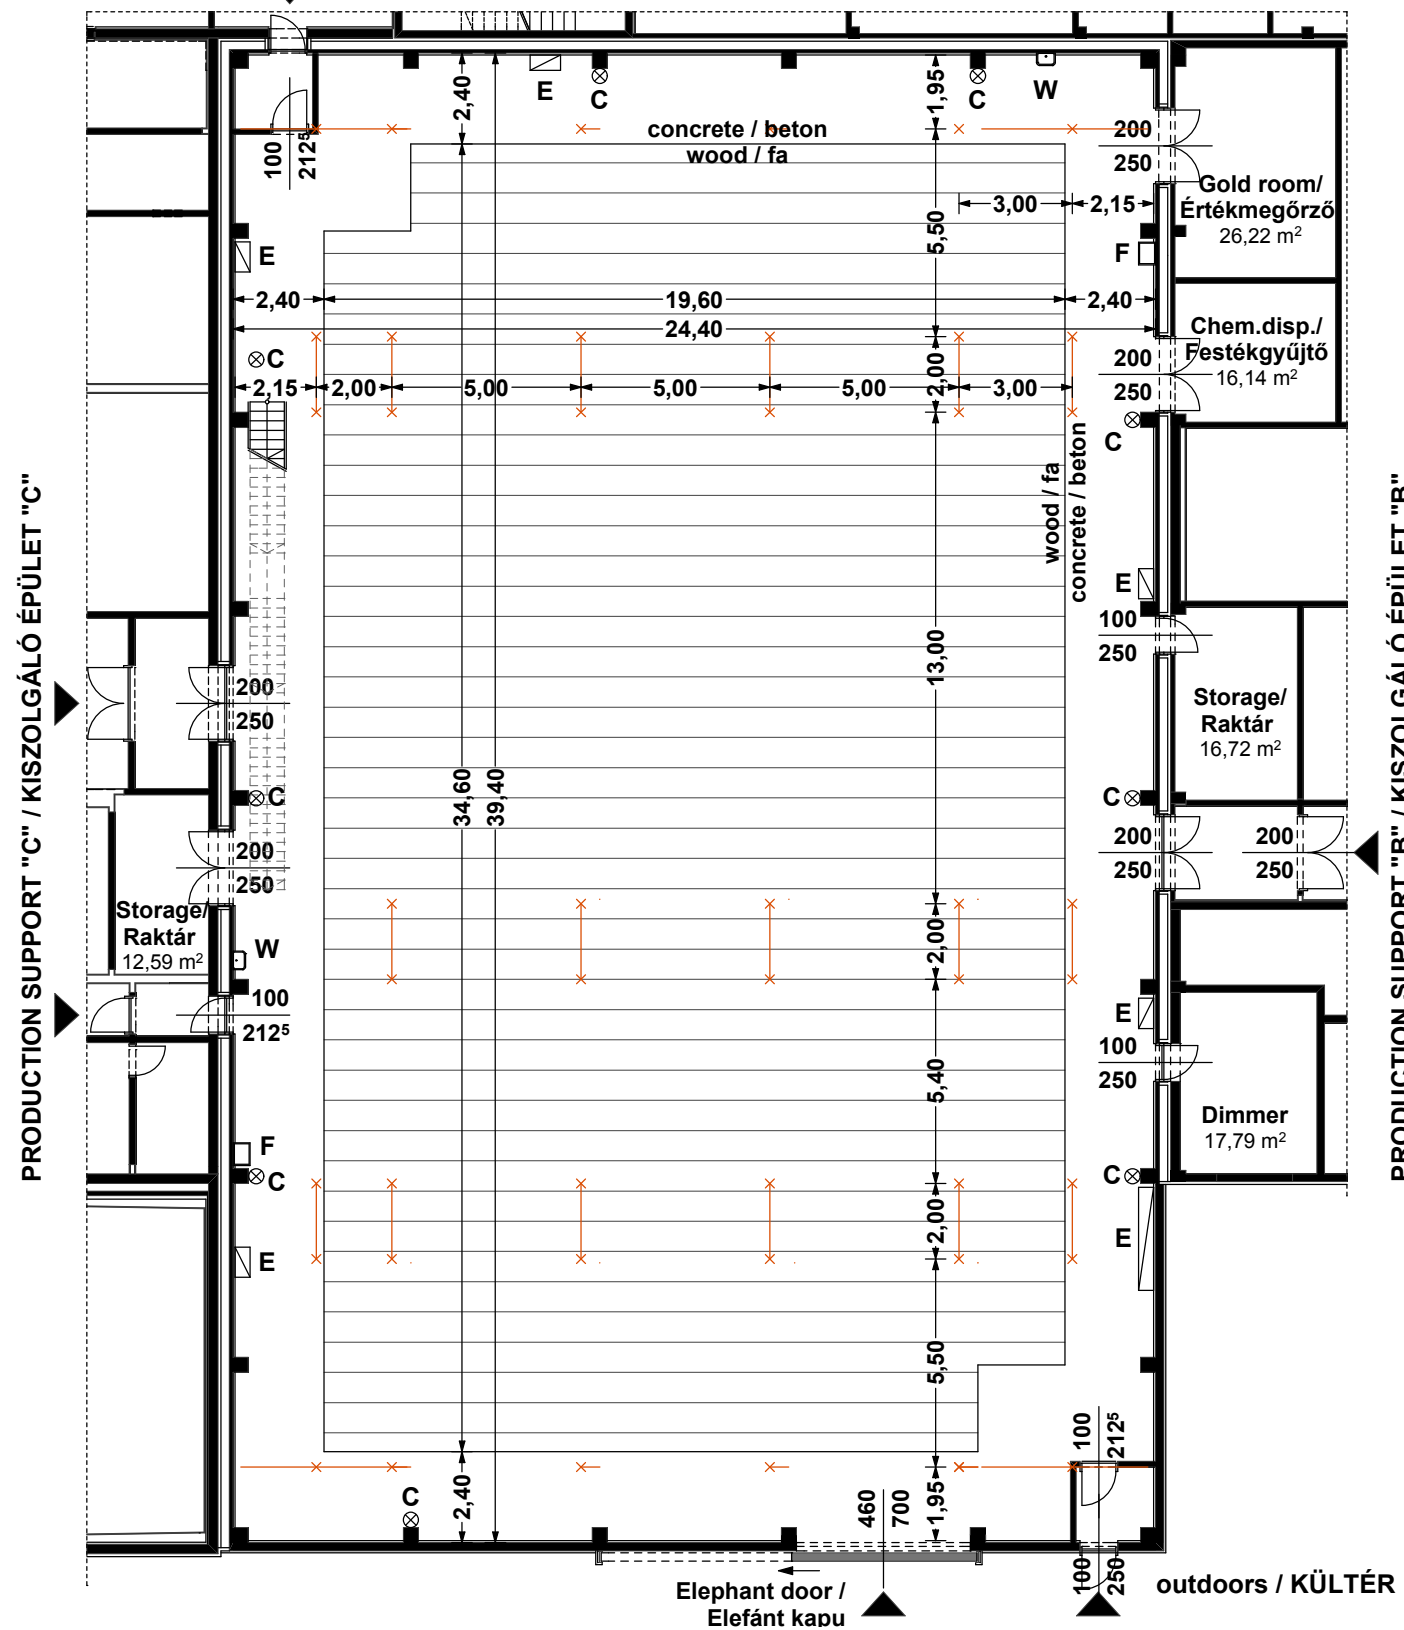 2,40
39,40
E
C
1,95
C
W
concrete / beton
wood / fa
200
250
100
212⁵
Gold room/
Értékmegőrző
26,22 m²
3,00
2,15
5,50
E
F
2,40
19,60
2,40
24,40
Chem.disp./
Festékgyűjtő
16,14 m²
200
250
C
2,15
2,00
5,00
5,00
5,00
3,00
2,00
C
wood / fa
concrete / beton
E
100
250
13,00
Storage/
Raktár
16,72 m²
200
250
34,60
C
C
200
250
200
250
200
250
Storage/
Raktár
12,59 m²
W
2,00
100
212⁵
E
100
250
5,40
Dimmer
17,79 m²
F
C
C
2,00
E
E
5,50
100
212⁵
2,40
C
460
700
1,95
100
250
outdoors / KÜLTÉR
Elephant door /
Elefánt kapu
PRODUCTION SUPPORT "C" / KISZOLGÁLÓ ÉPÜLET "C"
PRODUCTION SUPPORT "B" / KISZOLGÁLÓ ÉPÜLET "B"